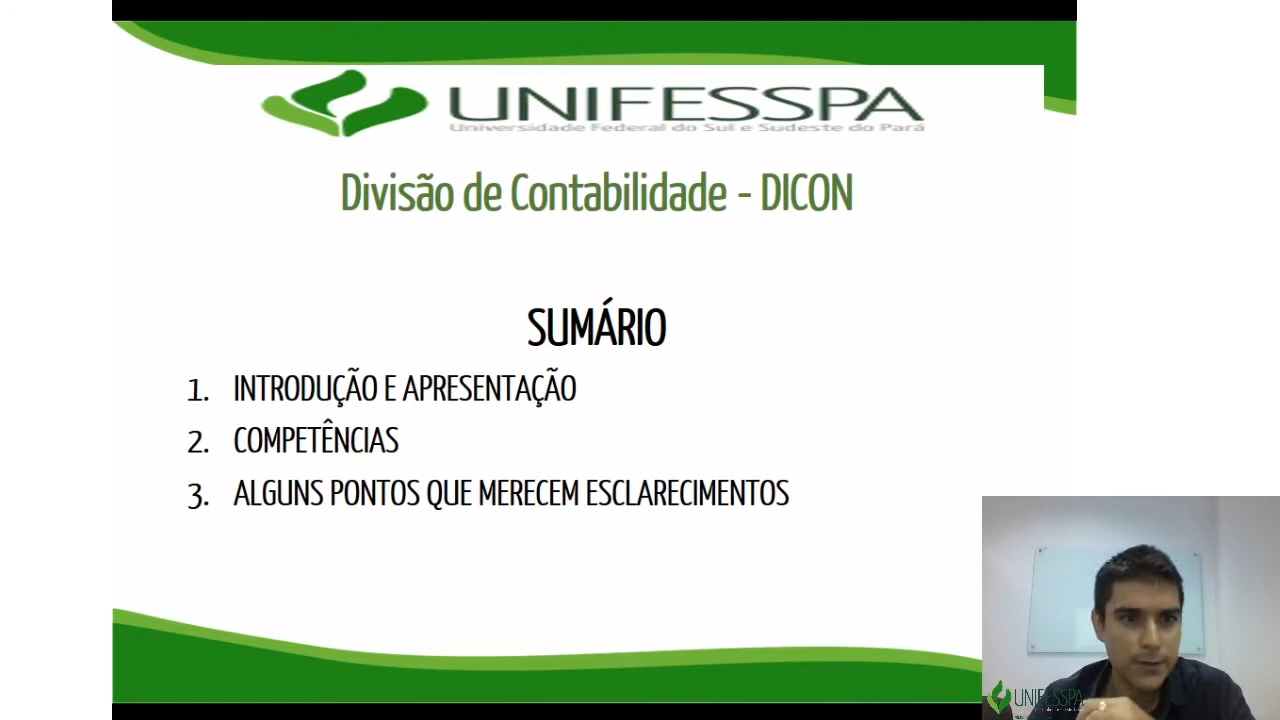 UNIFESSPA
Universidade Federal do Sul e Sudeste do Pará
Divisão de Contabilidade - DICON
SUMÁRIO
1. INTRODUÇÃO E APRESENTAÇÃO
2. COMPETÊNCIAS
3. ALGUNS PONTOS QUE MERECEM ESCLARECIMENTOS
UNIFESSPA